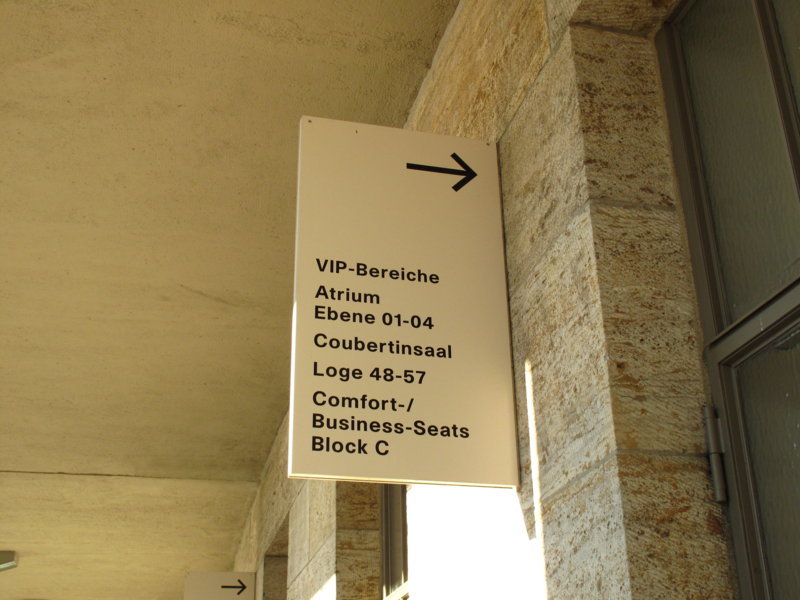 VIP-Bereiche
Atrium
Ebene 01-04
Coubertinsaal
Loge 48-57
Comfort-/
Business-Seats
Block C